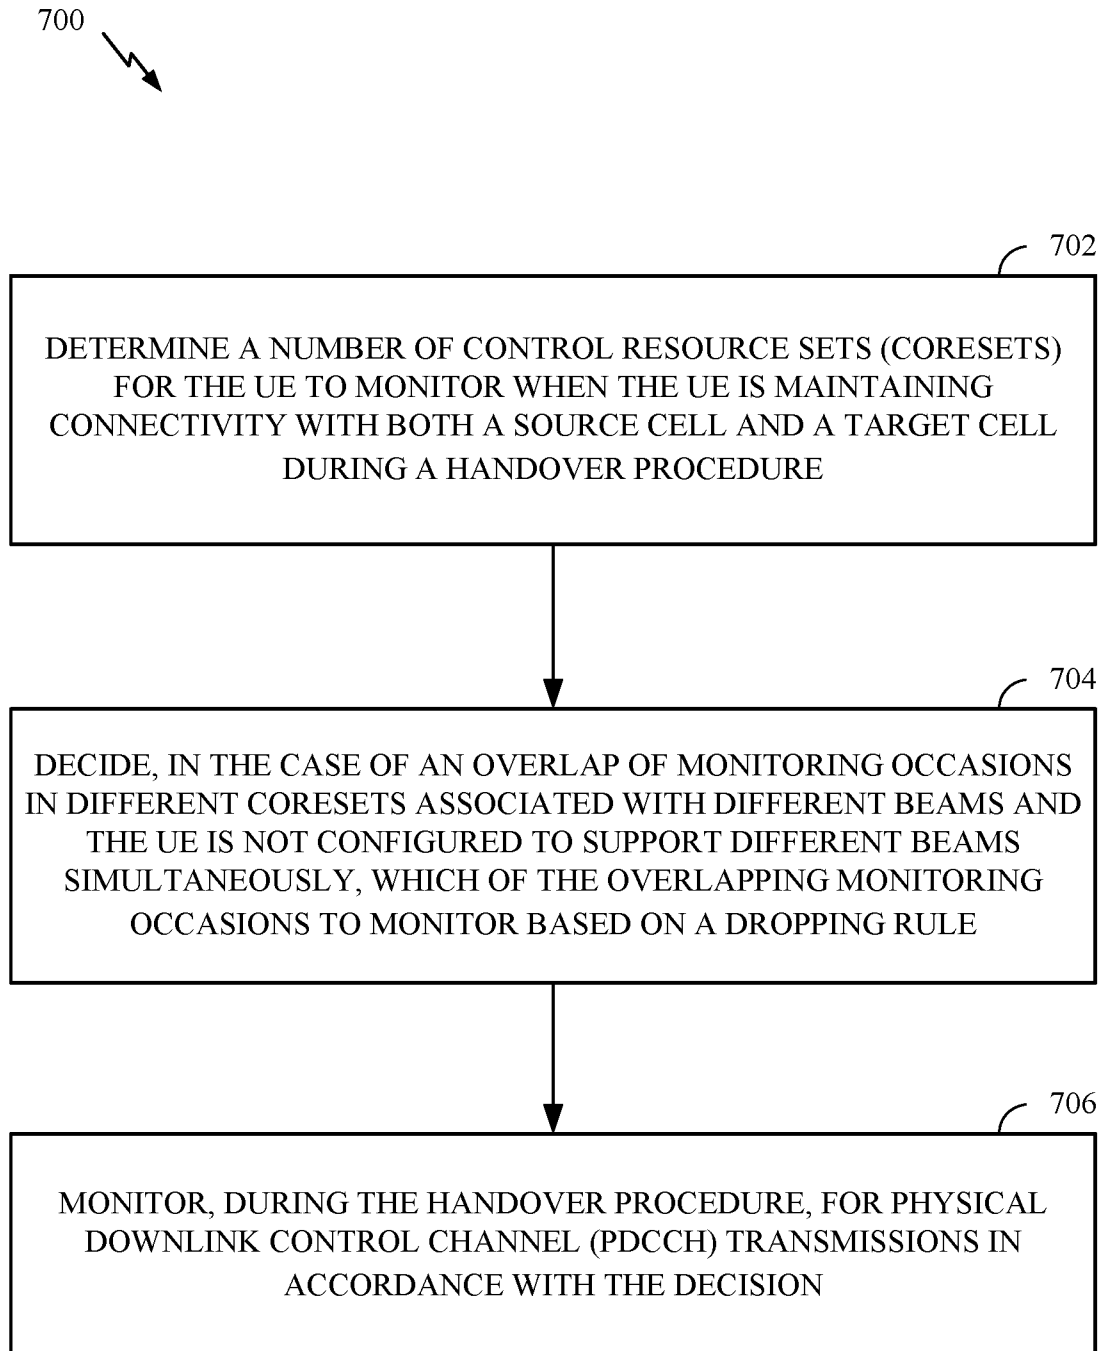 700
702
DETERMINE A NUMBER OF CONTROL RESOURCE SETS (CORESETS)
FOR THE UE TO MONITOR WHEN THE UE IS MAINTAINING
CONNECTIVITY WITH BOTH A SOURCE CELL AND A TARGET CELL
DURING A HANDOVER PROCEDURE
704
DECIDE, IN THE CASE OF AN OVERLAP OF MONITORING OCCASIONS
IN DIFFERENT CORESETS ASSOCIATED WITH DIFFERENT BEAMS AND
THE UE IS NOT CONFIGURED TO SUPPORT DIFFERENT BEAMS
SIMULTANEOUSLY, WHICH OF THE OVERLAPPING MONITORING
OCCASIONS TO MONITOR BASED ON A DROPPING RULE
706
MONITOR, DURING THE HANDOVER PROCEDURE, FOR PHYSICAL
DOWNLINK CONTROL CHANNEL (PDCCH) TRANSMISSIONS IN
ACCORDANCE WITH THE DECISION